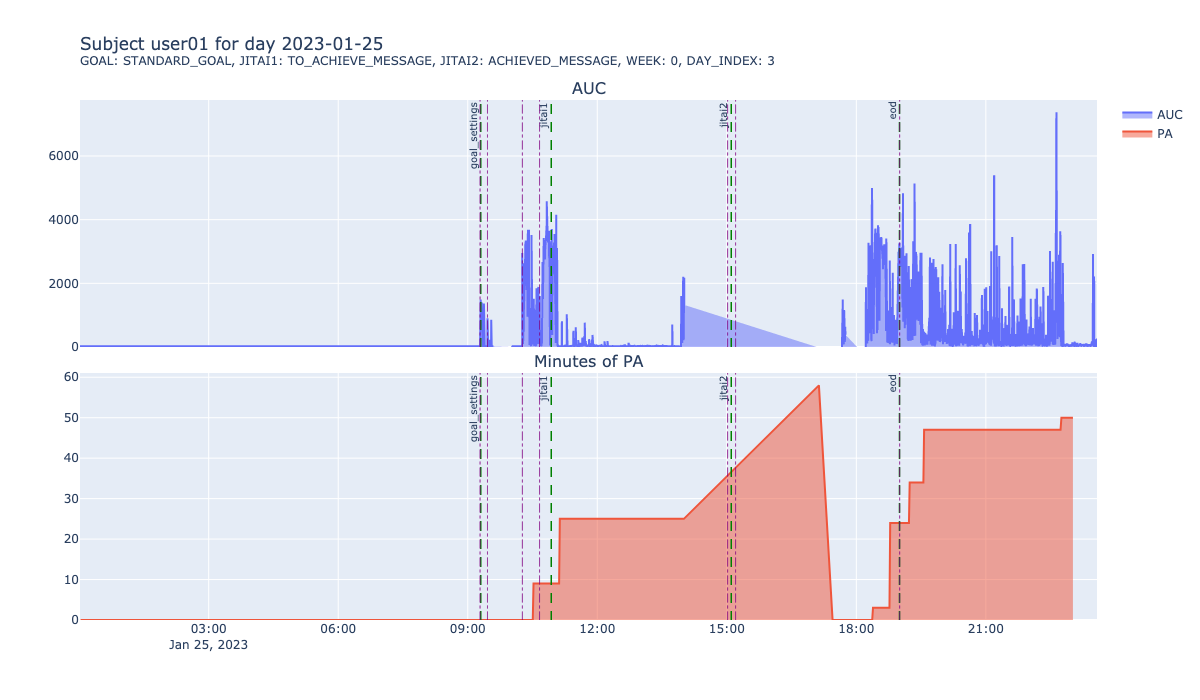 Subject user01 for day 2023-01-25
GOAL: STANDARD_GOAL, JITAI1: TO_ACHIEVE_MESSAGE, JITAI2: ACHIEVED_MESSAGE, WEEK: 0, DAY_INDEX: 3
AUC
goal_settings
jitai1
jitai2
eod
AUC
PA
6000
4000
2000
0
Minutes of PA
goal_settings
jitai1
jitai2
eod
60
50
40
30
20
10
0
03:00 06:00 09:00 12:00 15:00 18:00 21:00
Jan 25, 2023